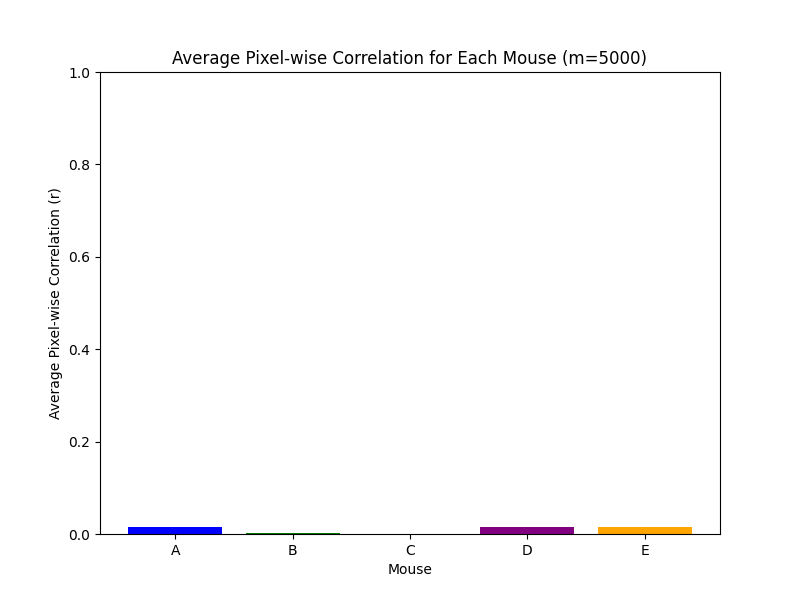 Average Pixel-wise Correlation for Each Mouse (m=5000)
Average Pixel-wise Correlation (r)
1.0
0.8
0.6
0.4
0.2
0.0
A B C D E
Mouse